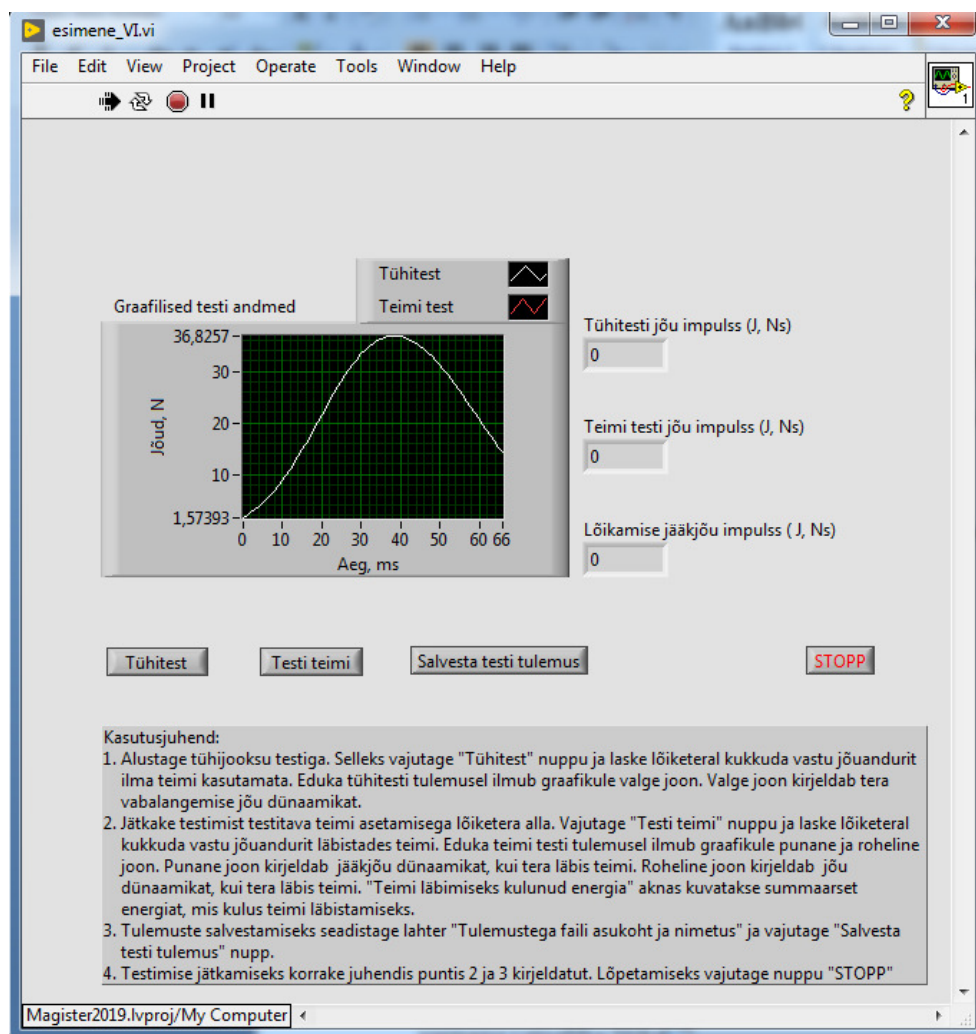 esimene_VI.vi
File Edit View Project Operate Tools Window Help
1
Tühitest
Teimi test
Graafilised testi andmed
36,8257
30
20
10
1,57393
Jõud, N
0 10 20 30 40 50 60 66
Aeg, ms
Tühitesti jõu impulss (J, Ns)
0
Teimi testi jõu impulss (J, Ns)
0
Lõikamise jääkjõu impulss ( J, Ns)
0
Tühitest Testi teimi Salvesta testi tulemus STOPP
Kasutusjuhend:
1. Alustage tühijooksu testiga. Selleks vajutage "Tühitest" nuppu ja laske lõiketeral kukkuda vastu jõuandurit
ilma teimi kasutamata. Eduka tühitesti tulemusel ilmub graafikule valge joon. Valge joon kirjeldab tera
vabalangemise jõu dünaamikat.
2. Jätkake testimist testitava teimi asetamisega lõiketera alla. Vajutage "Testi teimi" nuppu ja laske lõiketeral
kukkuda vastu jõuandurit läbistades teimi. Eduka teimi testi tulemusel ilmub graafikule punane ja roheline
joon. Punane joon kirjeldab jääkjõu dünaamikat, kui tera läbis teimi. Roheline joon kirjeldab jõu
dünaamikat, kui tera läbis teimi. "Teimi läbimiseks kulunud energia" aknas kuvatakse summaarset
energiat, mis kulus teimi läbistamiseks.
3. Tulemuste salvestamiseks seadistage lahter "Tulemustega faili asukoht ja nimetus" ja vajutage "Salvesta
testi tulemus" nupp.
4. Testimise jätkamiseks korrake juhendis puntis 2 ja 3 kirjeldatut. Lõpetamiseks vajutage nuppu "STOPP"
Magister2019.lvproj/My Computer